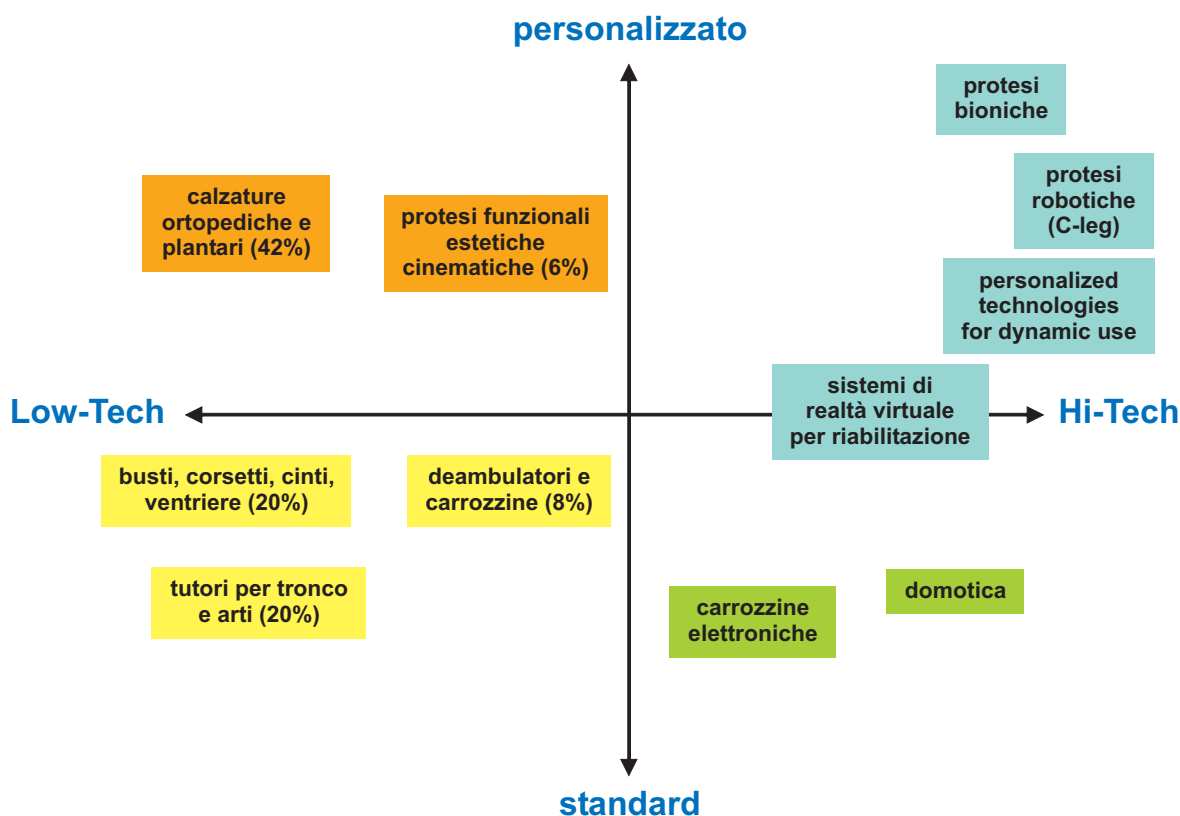 personalizzato
protesi
bioniche
calzature
ortopediche e
plantari (42%)
protesi funzionali
estetiche
cinematiche (6%)
protesi
robotiche
(C-leg)
personalized
technologies
for dynamic use
Low-Tech
sistemi di
realtà virtuale
per riabilitazione
Hi-Tech
busti, corsetti, cinti,
ventriere (20%)
deambulatori e
carrozzine (8%)
tutori per tronco
e arti (20%)
carrozzine
elettroniche
domotica
standard